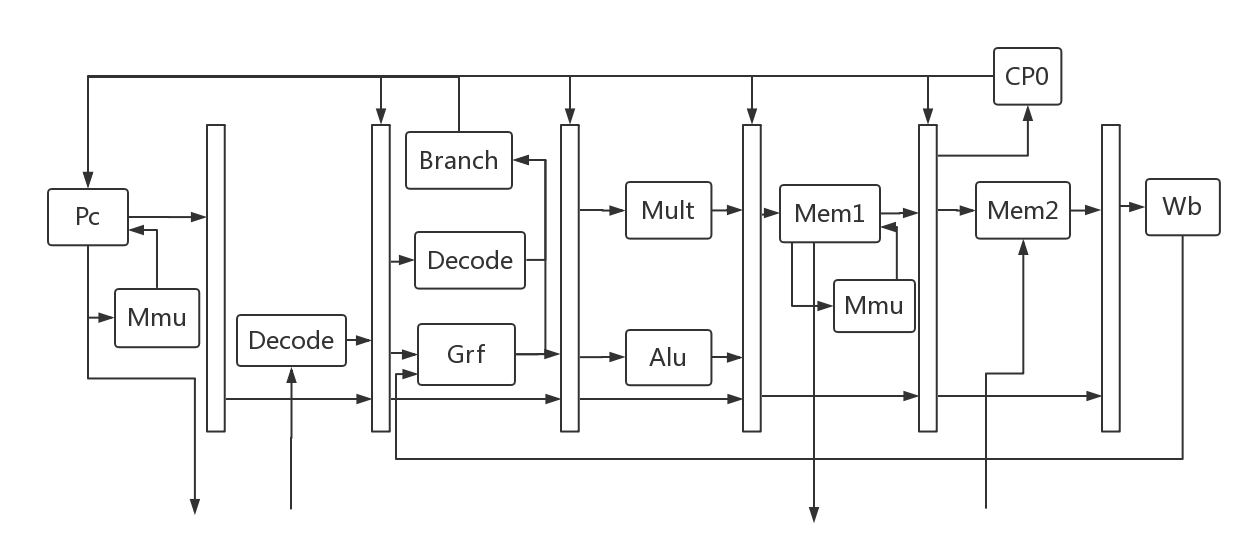 CP0
Branch
Pc
Mult
Mem1
Mem2
Wb
Decode
Mmu
Mmu
Decode
Grf
Alu